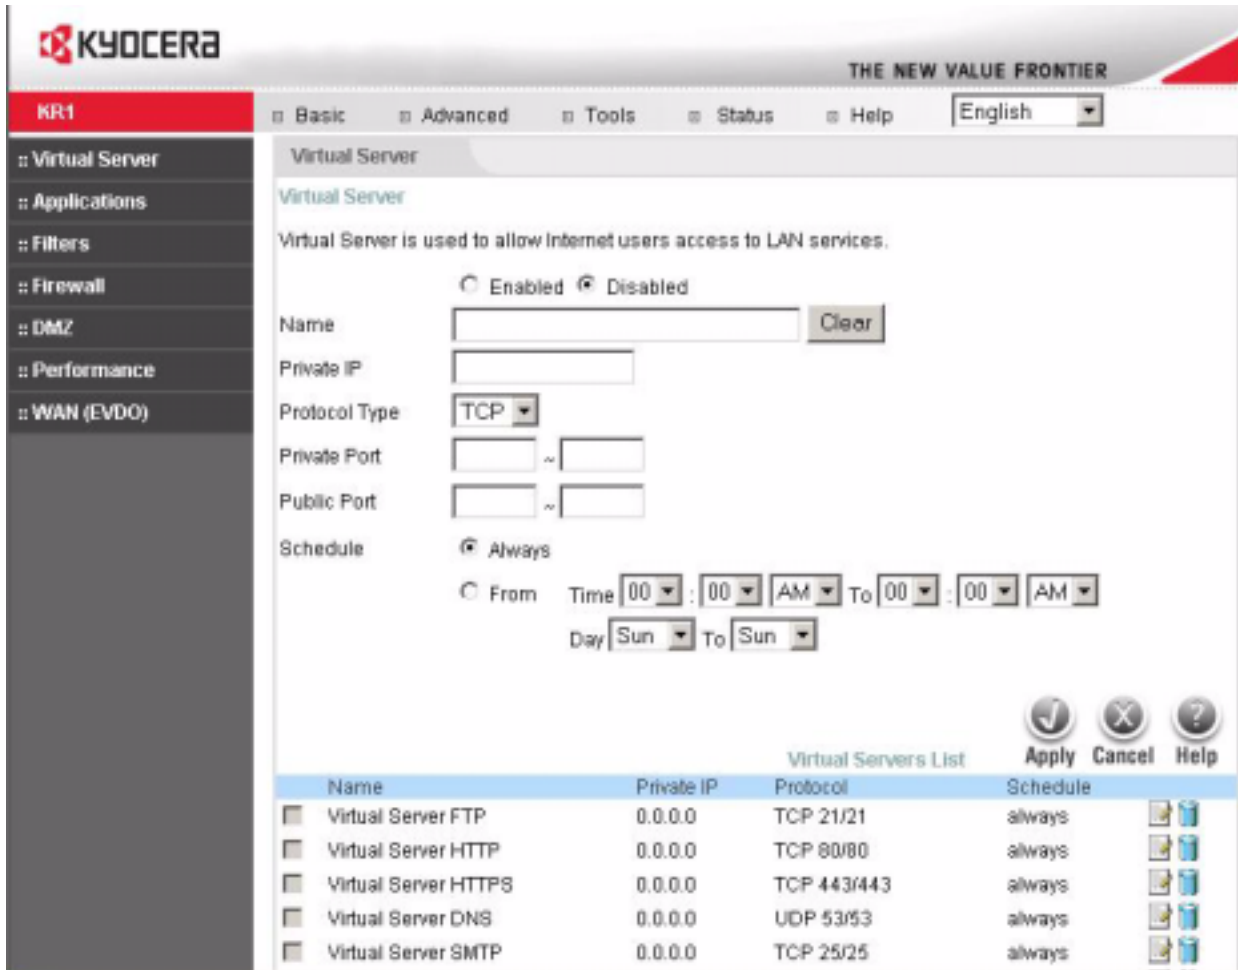 KYOCERA
THE NEW VALUE FRONTIER
KR1
Basic Advanced Tools Status Help English
:: Virtual Server
:: Applications
:: Filters
:: Firewall
:: DMZ
:: Performance
:: WAN (EVDO)
Virtual Server
Virtual Server
Virtual Server is used to allow Internet users access to LAN services.
Enabled Disabled
Name Clear
Private IP
Protocol Type TCP
Private Port ~
Public Port ~
Schedule Always
From Time 00 : 00 AM To 00 : 00 AM
Day Sun To Sun
Apply Cancel Help
Virtual Servers List
Name Private IP Protocol Schedule
Virtual Server FTP 0.0.0.0 TCP 21/21 always
Virtual Server HTTP 0.0.0.0 TCP 80/80 always
Virtual Server HTTPS 0.0.0.0 TCP 443/443 always
Virtual Server DNS 0.0.0.0 UDP 53/53 always
Virtual Server SMTP 0.0.0.0 TCP 25/25 always